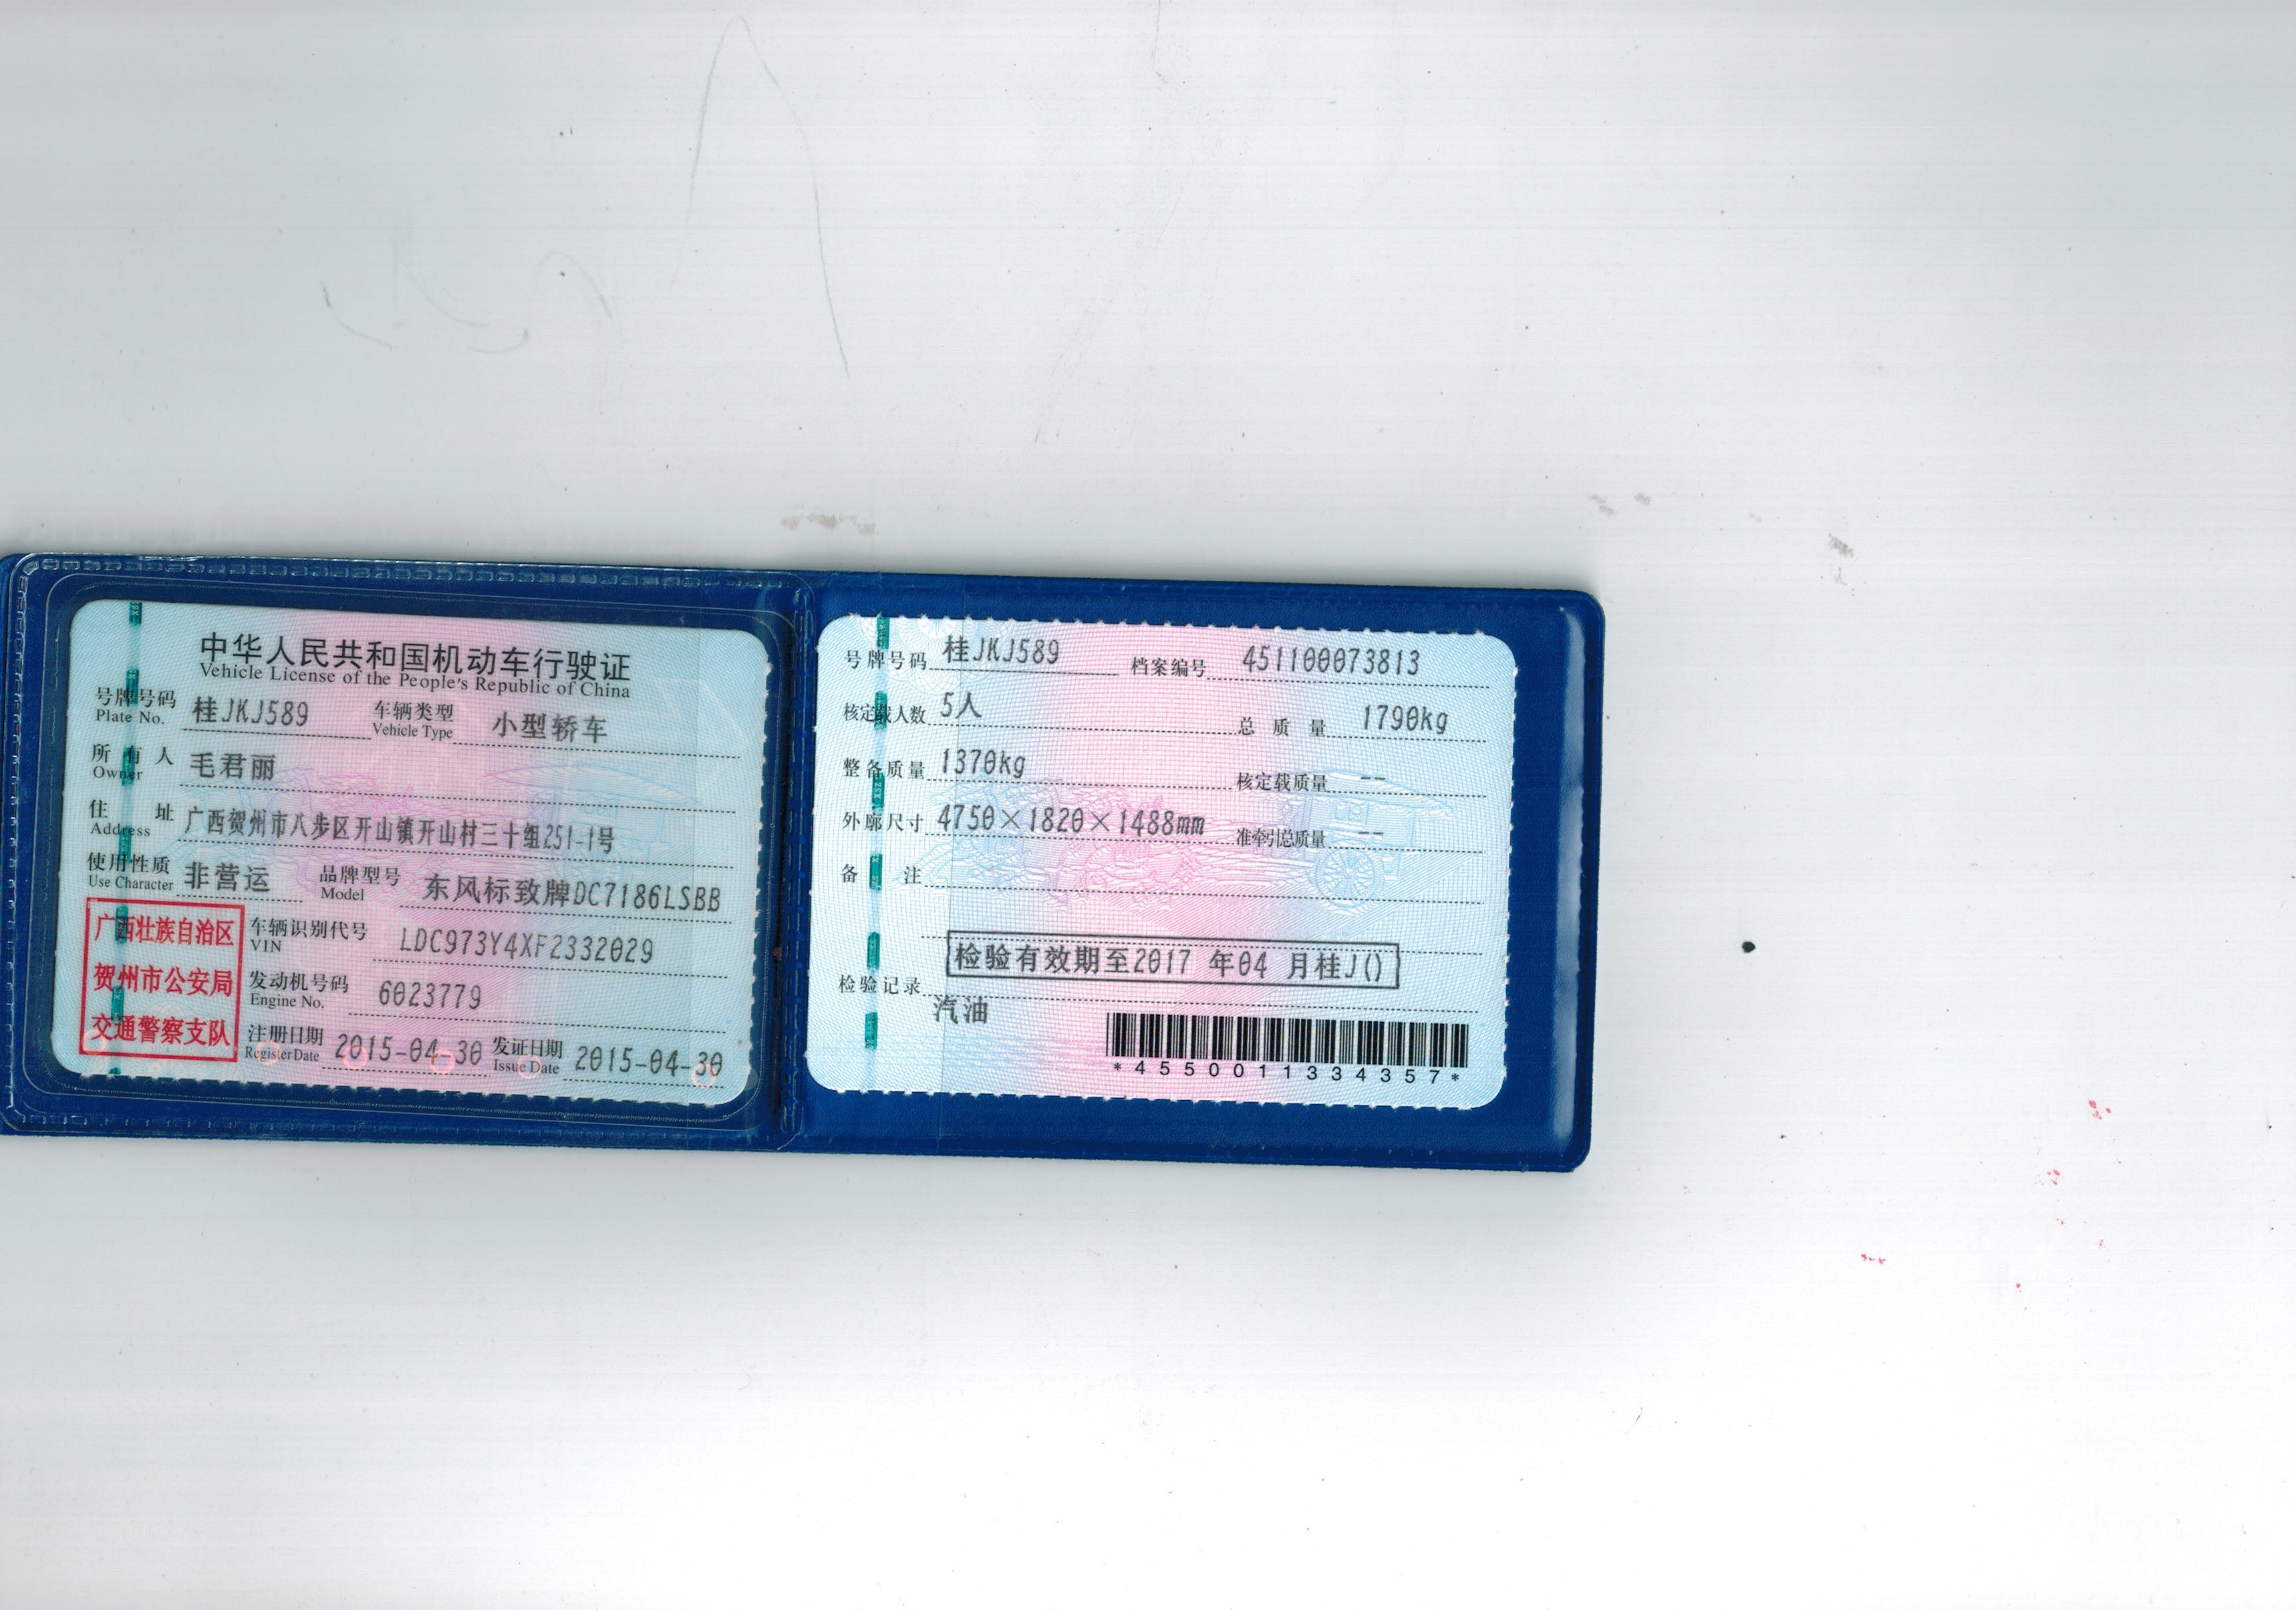 中华人民共和国机动车行驶证
Vehicle License of the People's Republic of China
号牌号码 桂JKJ589 车辆类型 小型轿车
Plate No. Vehicle Type
所有人 毛君丽
Owner
住址 广西贺州市八步区开山镇开山村三十组251-1号
Address
使用性质 非营运 品牌型号 东风标致牌DC7186LSBB
Use Character Model
广西壮族自治区
贺州市公安局
交通警察支队
车辆识别代号 LDC973Y4XF2332029
VIN
发动机号码 6023779
Engine No.
注册日期 2015-04-30 发证日期 2015-04-30
Register Date Issue Date
号牌号码 桂JKJ589 档案编号 451100073813
核定载人数 5人 总质量 1790kg
整备质量 1370kg 核定载质量 --
外廓尺寸 4750×1820×1488mm 准牵引总质量 --
备注
检验有效期至2017 年04 月桂J()
检验记录
汽油
*4550011334357*